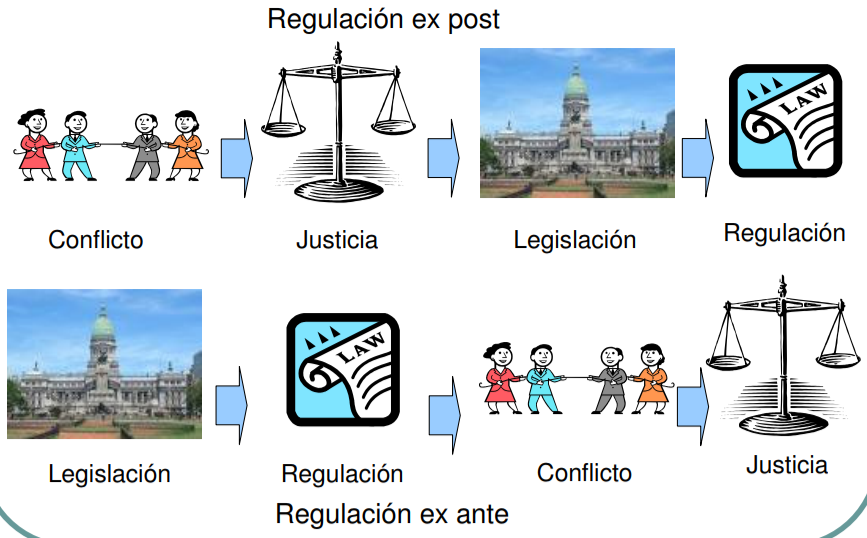 Regulación ex post
LAW
Conflicto
Justicia
Legislación
Regulación
LAW
Legislación
Regulación
Conflicto
Justicia
Regulación ex ante